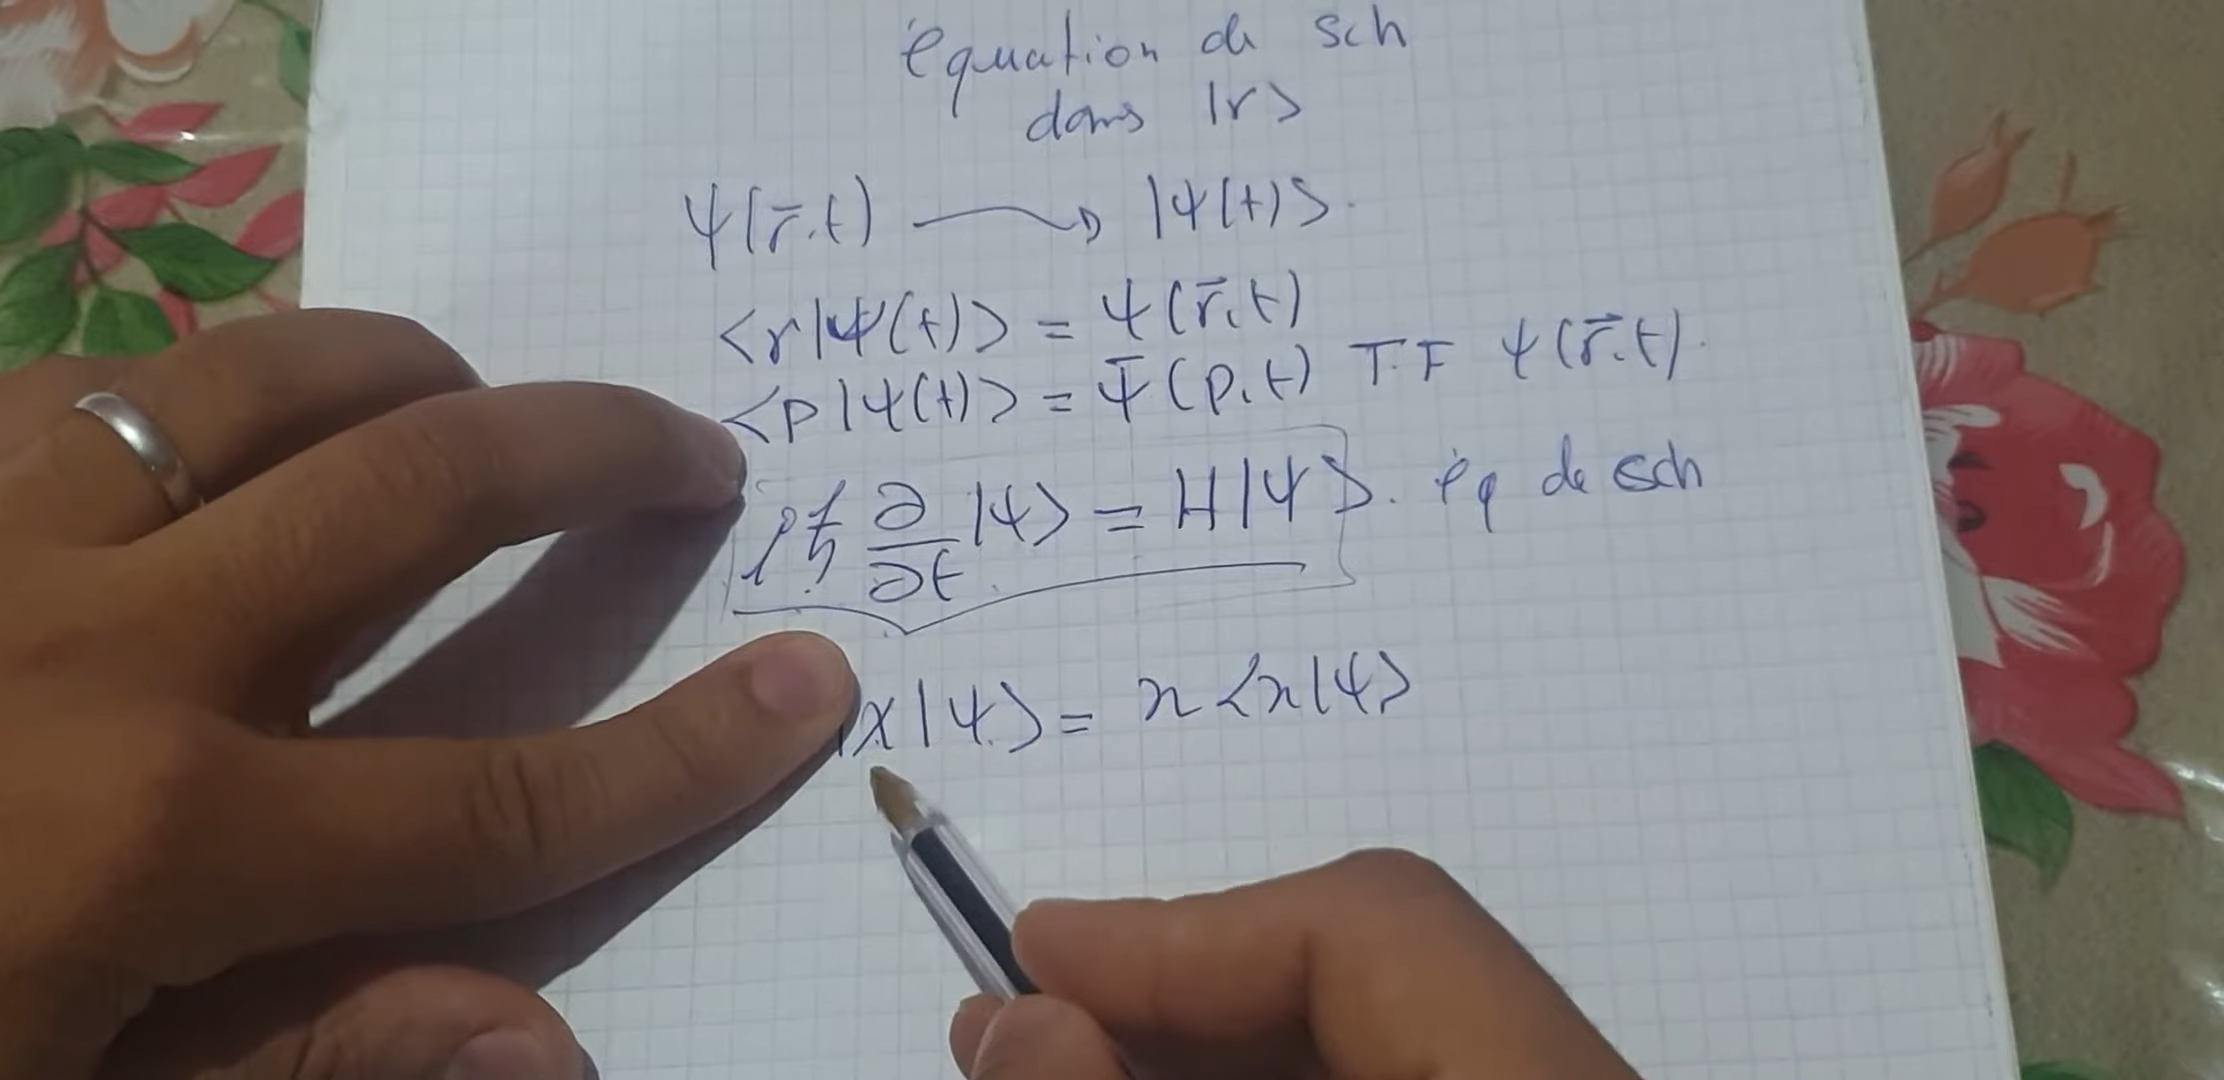 équation de sch
dans |r>
ψ(r̄.t) → |ψ(t)>.
<r|ψ(t)> = ψ(r̄.t)
<p|ψ(t)> = ψ̄(p.t) T.F ψ(r̄.t).
iℏ ∂/∂t |ψ> = H|ψ>. éq de sch
X|ψ> = x<x|ψ>